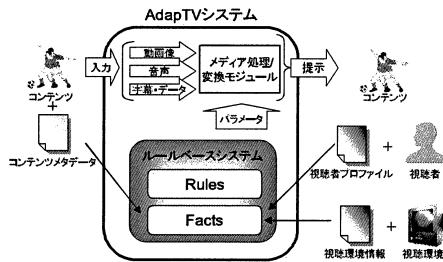 AdapTVシステム
入力
動画像
音声
字幕・データ
メディア処理/
変換モジュール
提示
コンテンツ
+
コンテンツメタデータ
コンテンツ
パラメータ
ルールベースシステム
Rules
Facts
視聴者プロファイル
+
視聴者
視聴環境情報
+
視聴環境